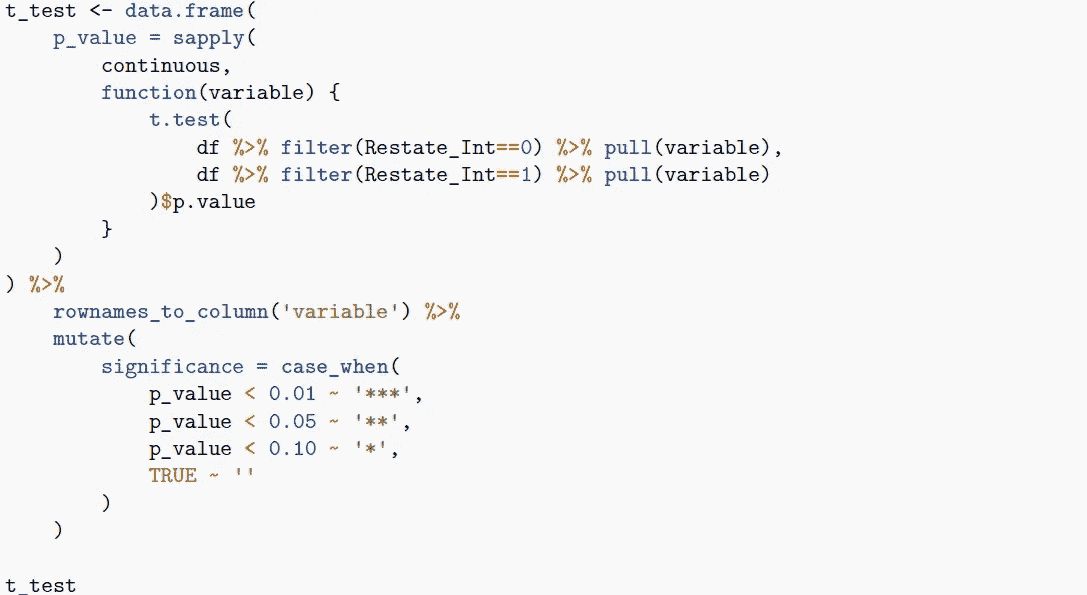 t_test <- data.frame(
    p_value = sapply(
        continuous,
        function(variable) {
            t.test(
                df %>% filter(Restate_Int==0) %>% pull(variable),
                df %>% filter(Restate_Int==1) %>% pull(variable)
            )$p.value
        }
    )
) %>%
    rownames_to_column('variable') %>%
    mutate(
        significance = case_when(
            p_value < 0.01 ~ '***',
            p_value < 0.05 ~ '**',
            p_value < 0.10 ~ '*',
            TRUE ~ ''
        )
    )

t_test